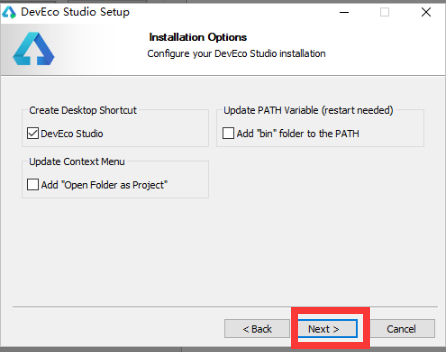 DevEco Studio Setup
Installation Options
Configure your DevEco Studio installation
Create Desktop Shortcut
DevEco Studio
Update PATH Variable (restart needed)
Add "bin" folder to the PATH
Update Context Menu
Add "Open Folder as Project"
< Back
Next >
Cancel